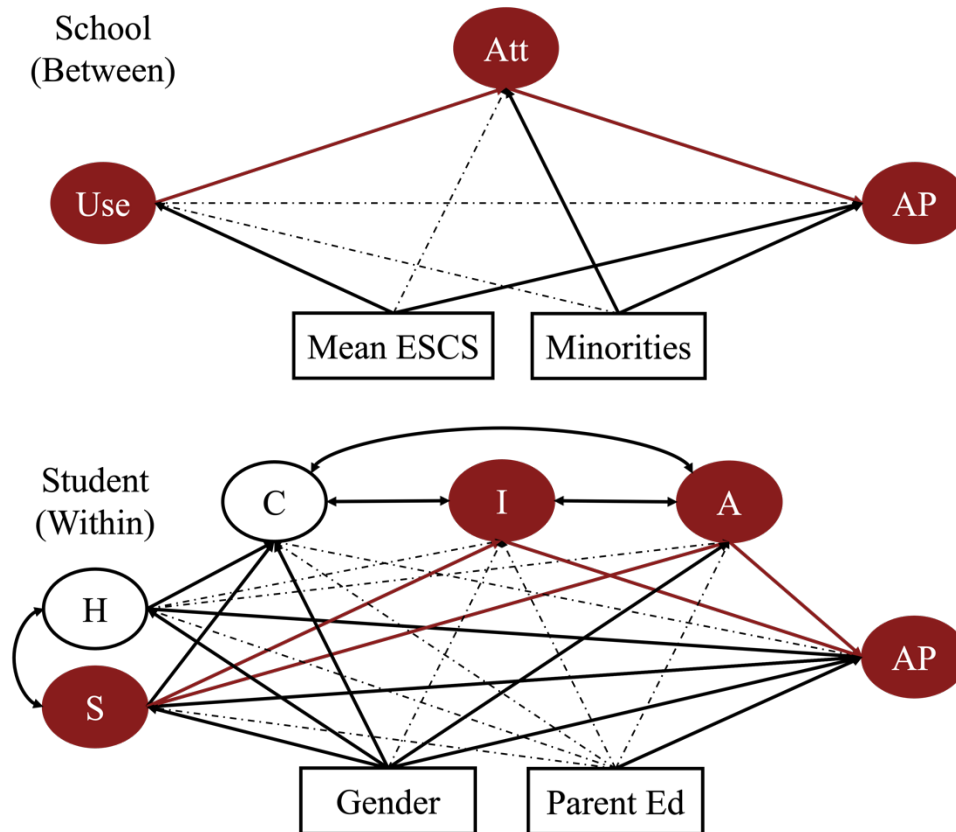 School
(Between)
Att
Use
AP
Mean ESCS
Minorities
Student
(Within)
C
I
A
H
S
AP
Gender
Parent Ed